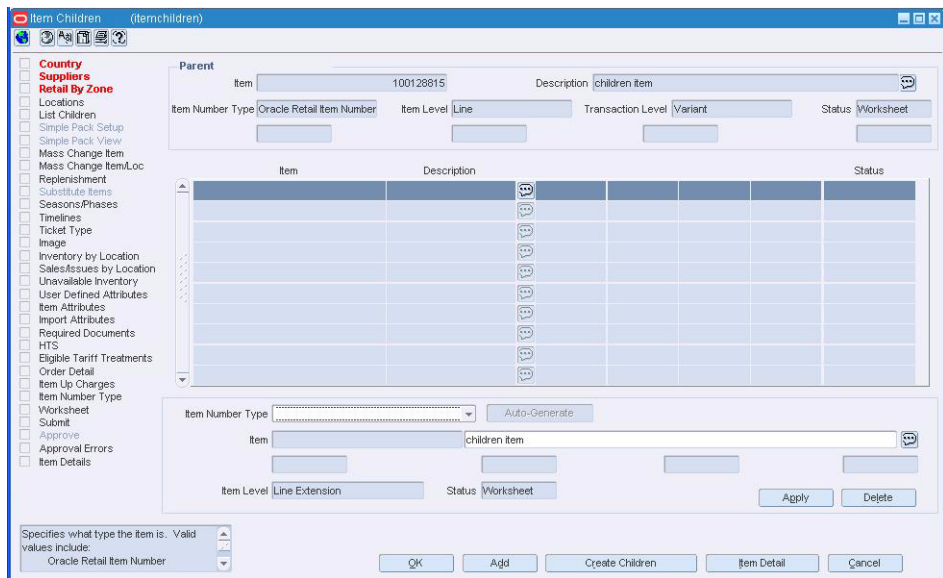 Item Children (itemchildren)
Country
Suppliers
Retail By Zone
Locations
List Children
Simple Pack Setup
Simple Pack View
Mass Change Item
Mass Change Item/Loc
Replenishment
Substitute Items
Seasons/Phases
Timelines
Ticket Type
Image
Inventory by Location
Sales/Issues by Location
Unavailable Inventory
User Defined Attributes
Item Attributes
Import Attributes
Required Documents
HTS
Eligible Tariff Treatments
Order Detail
Item Up Charges
Item Number Type
Worksheet
Submit
Approve
Approval Errors
Item Details
Parent
Item 100128815 Description children item
Item Number Type Oracle Retail Item Number Item Level Line Transaction Level Variant Status Worksheet
Item Description Status
Item Number Type Auto-Generate
Item children item
Item Level Line Extension Status Worksheet
Apply Delete
Specifies what type the item is. Valid
values include:
Oracle Retail Item Number
OK Add Create Children Item Detail Cancel